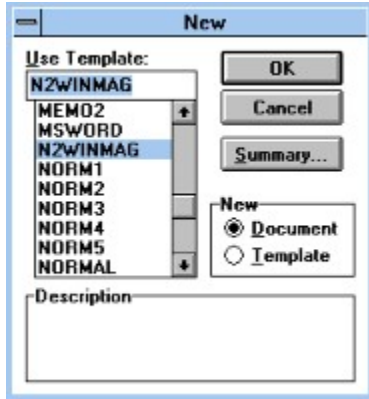 New
Use Template:
N2WINMAG
MEMO2
MSWORD
N2WINMAG
NORM1
NORM2
NORM3
NORM4
NORM5
NORMAL
OK
Cancel
Summary...
New
Document
Template
Description